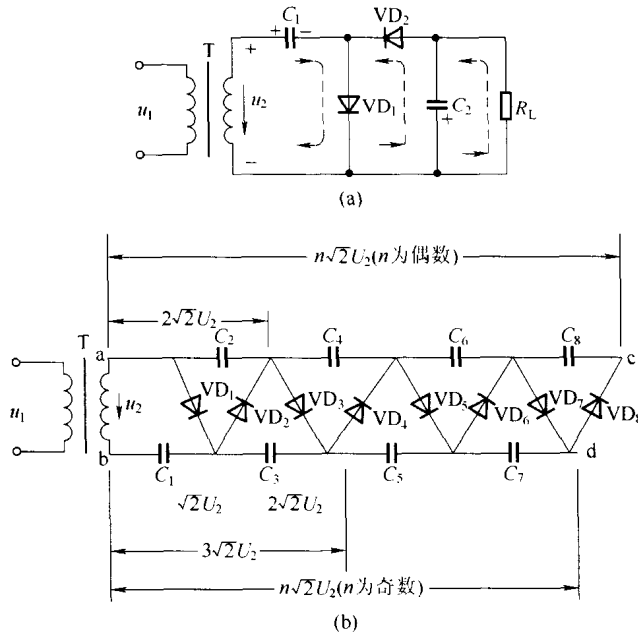 C₁ VD₂
+ −
T +
u₁ u₂ VD₁ C₂ R_L
+
−
(a)
n√2U₂(n为偶数)
2√2U₂
T a C₂ C₄ C₆ C₈ c
u₁ u₂ VD₁ VD₂ VD₃ VD₄ VD₅ VD₆ VD₇ VD₈
b C₁ C₃ C₅ C₇ d
√2U₂ 2√2U₂
3√2U₂
n√2U₂(n为奇数)
(b)